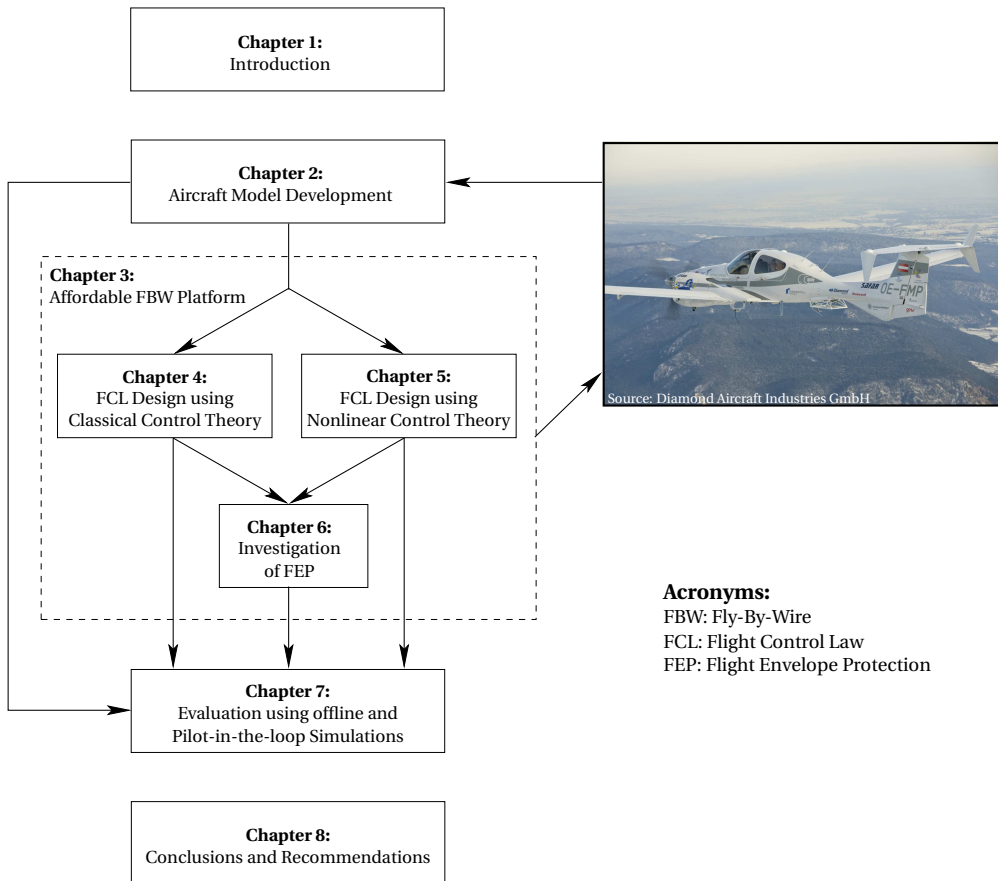 Chapter 1:
Introduction
Chapter 2:
Aircraft Model Development
Chapter 3:
Affordable FBW Platform
Chapter 4:
FCL Design using
Classical Control Theory
Chapter 5:
FCL Design using
Nonlinear Control Theory
Chapter 6:
Investigation
of FEP
Chapter 7:
Evaluation using offline and
Pilot-in-the-loop Simulations
Chapter 8:
Conclusions and Recommendations
safran OE-FMP
Source: Diamond Aircraft Industries GmbH
Acronyms:
FBW: Fly-By-Wire
FCL: Flight Control Law
FEP: Flight Envelope Protection